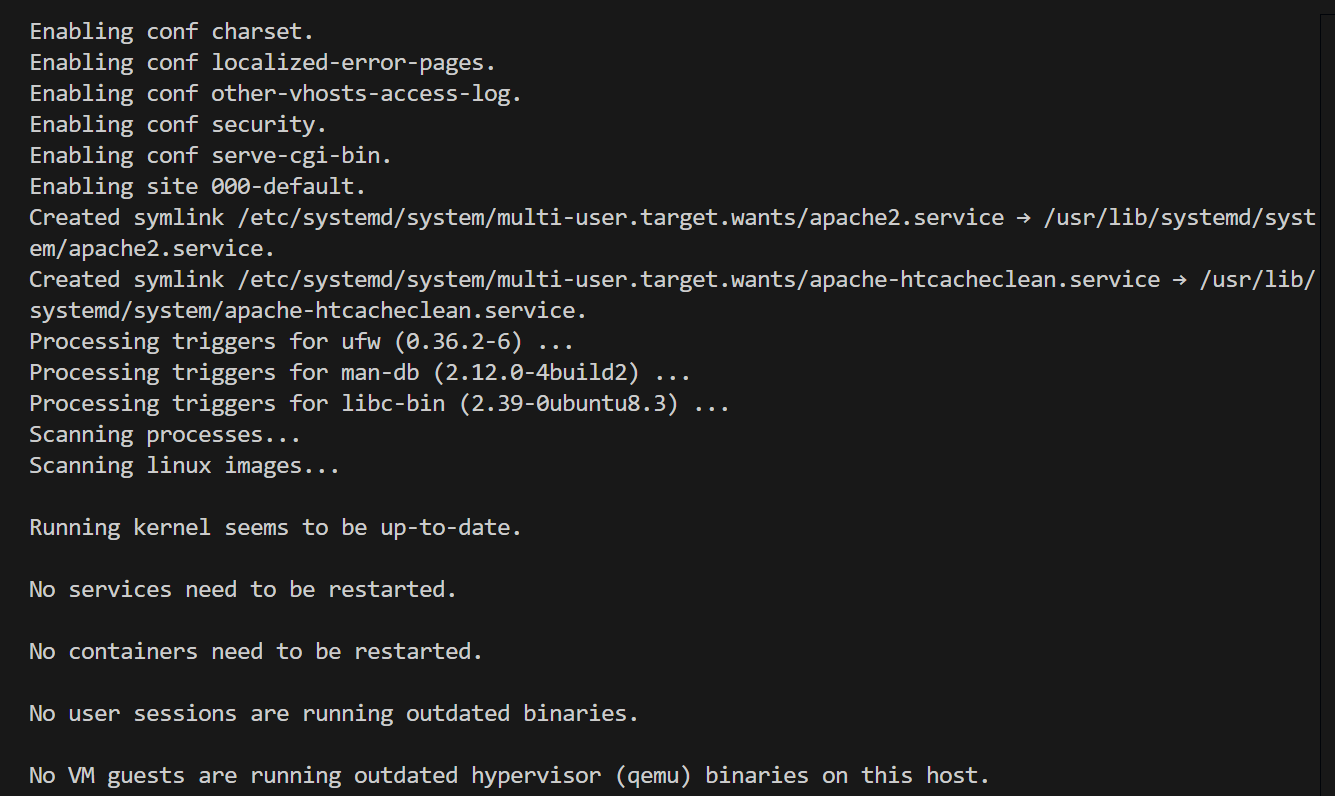 Enabling conf charset.
Enabling conf localized-error-pages.
Enabling conf other-vhosts-access-log.
Enabling conf security.
Enabling conf serve-cgi-bin.
Enabling site 000-default.
Created symlink /etc/systemd/system/multi-user.target.wants/apache2.service → /usr/lib/systemd/syst
em/apache2.service.
Created symlink /etc/systemd/system/multi-user.target.wants/apache-htcacheclean.service → /usr/lib/
systemd/system/apache-htcacheclean.service.
Processing triggers for ufw (0.36.2-6) ...
Processing triggers for man-db (2.12.0-4build2) ...
Processing triggers for libc-bin (2.39-0ubuntu8.3) ...
Scanning processes...
Scanning linux images...
Running kernel seems to be up-to-date.
No services need to be restarted.
No containers need to be restarted.
No user sessions are running outdated binaries.
No VM guests are running outdated hypervisor (qemu) binaries on this host.